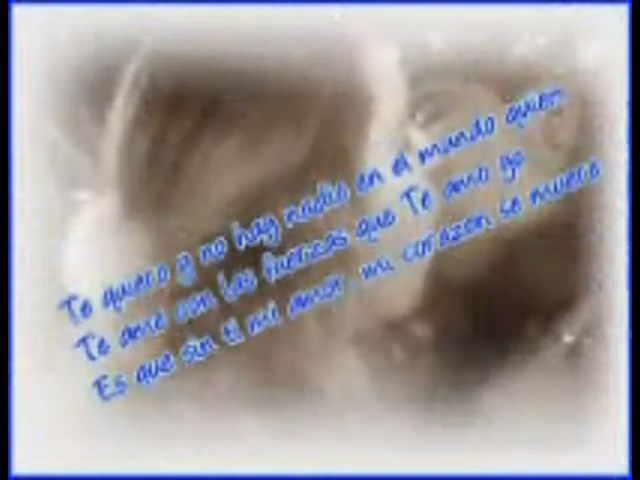 Te quiero y no hay nadie en el mundo quien
Te ame con las fuerzas que Te amo yo
Es que sin ti mi amor, mi corazon se muere